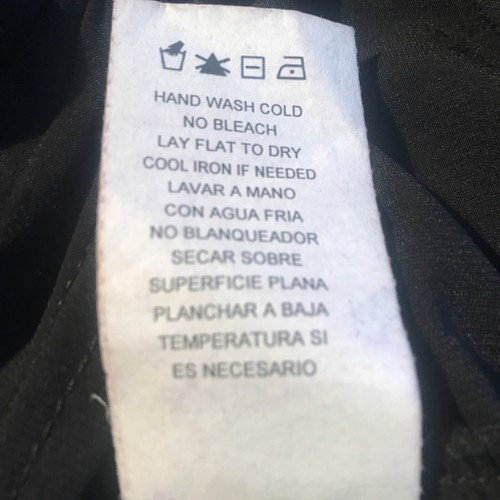 HAND WASH COLD
NO BLEACH
LAY FLAT TO DRY
COOL IRON IF NEEDED
LAVAR A MANO
CON AGUA FRIA
NO BLANQUEADOR
SECAR SOBRE
SUPERFICIE PLANA
PLANCHAR A BAJA
TEMPERATURA SI
ES NECESARIO